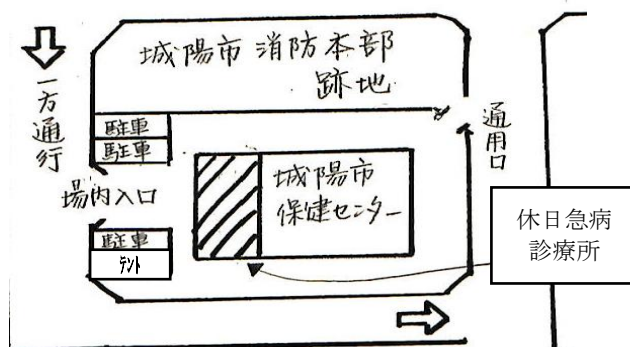 城陽市消防本部
跡地
一方通行
駐車
駐車
通用口
場内入口
城陽市
保健センター
駐車
テント
休日急病
診療所